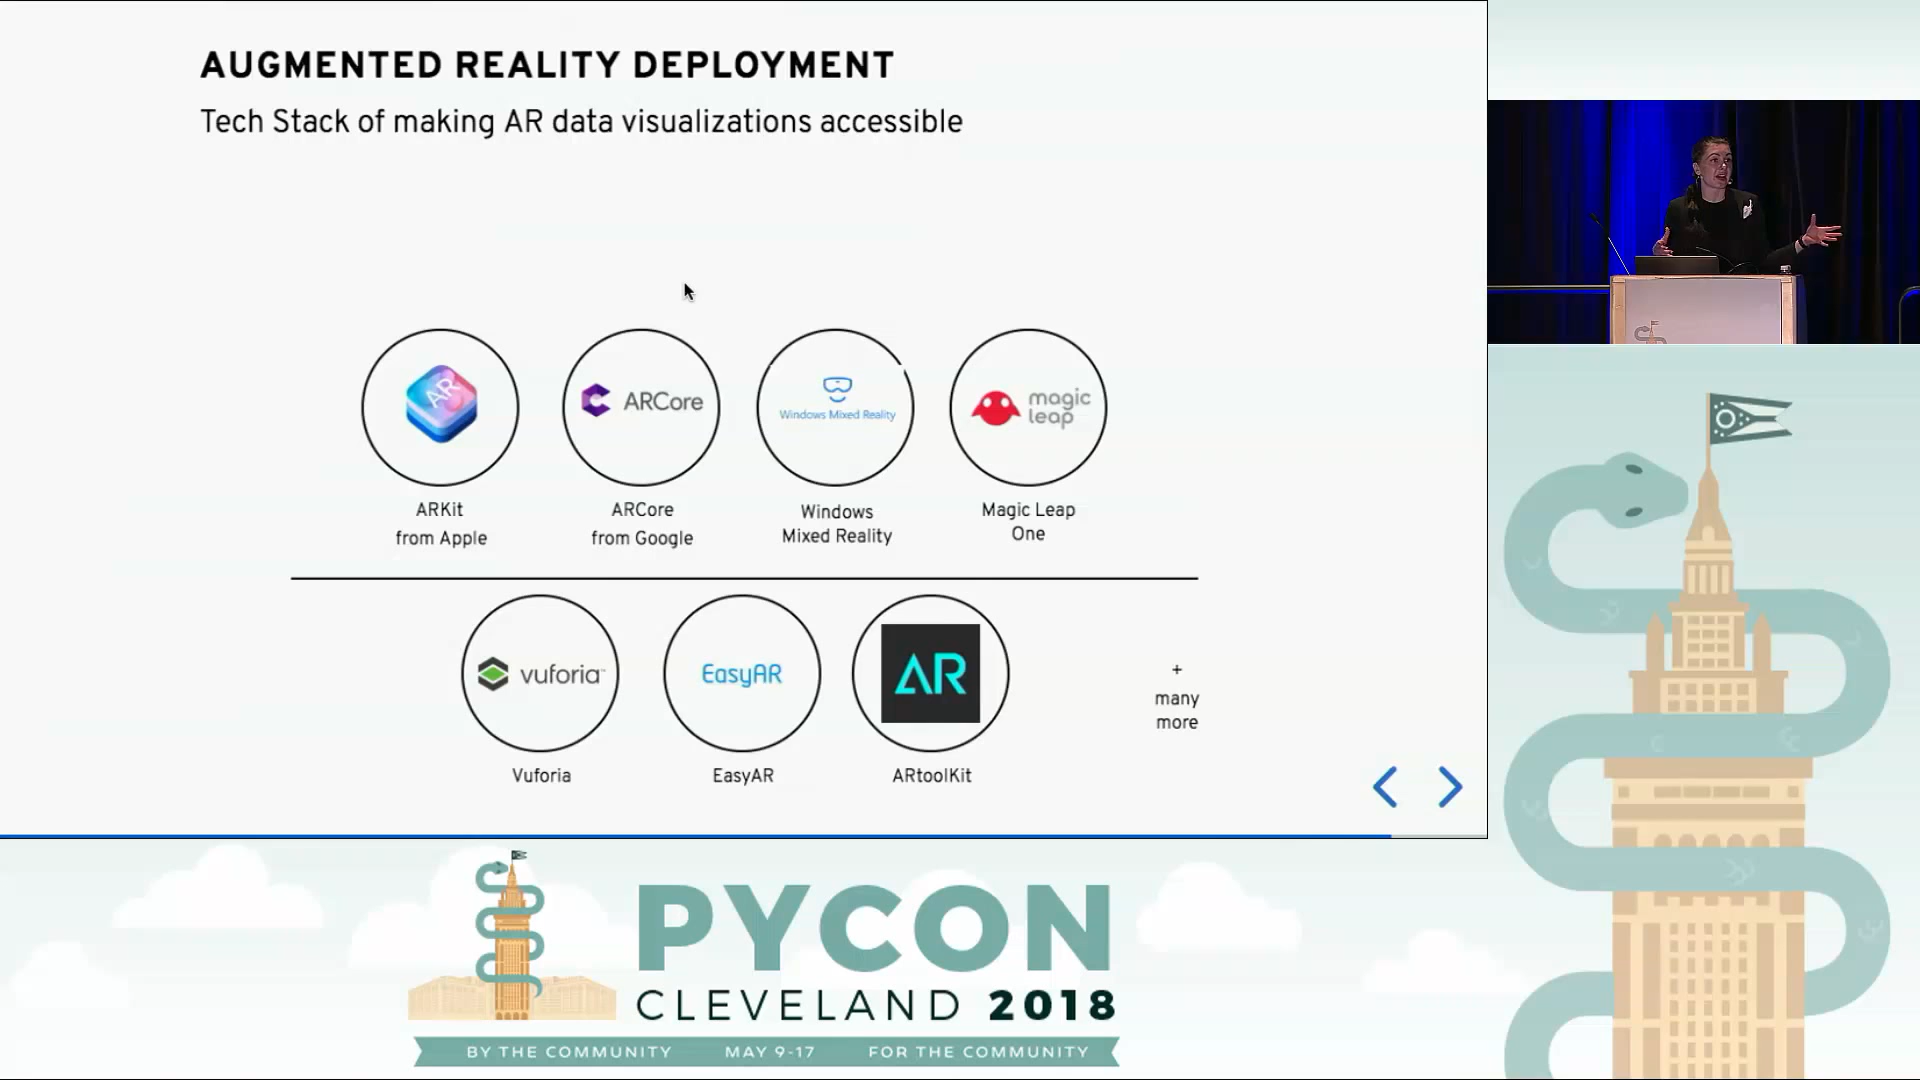 AUGMENTED REALITY DEPLOYMENT
Tech Stack of making AR data visualizations accessible
AR
ARCore
Windows Mixed Reality
magic
leap
ARKit
from Apple
ARCore
from Google
Windows
Mixed Reality
Magic Leap
One
vuforia™
EasyAR
AR
+
many
more
Vuforia
EasyAR
ARtoolKit
PYCON
CLEVELAND 2018
BY THE COMMUNITY MAY 9-17 FOR THE COMMUNITY